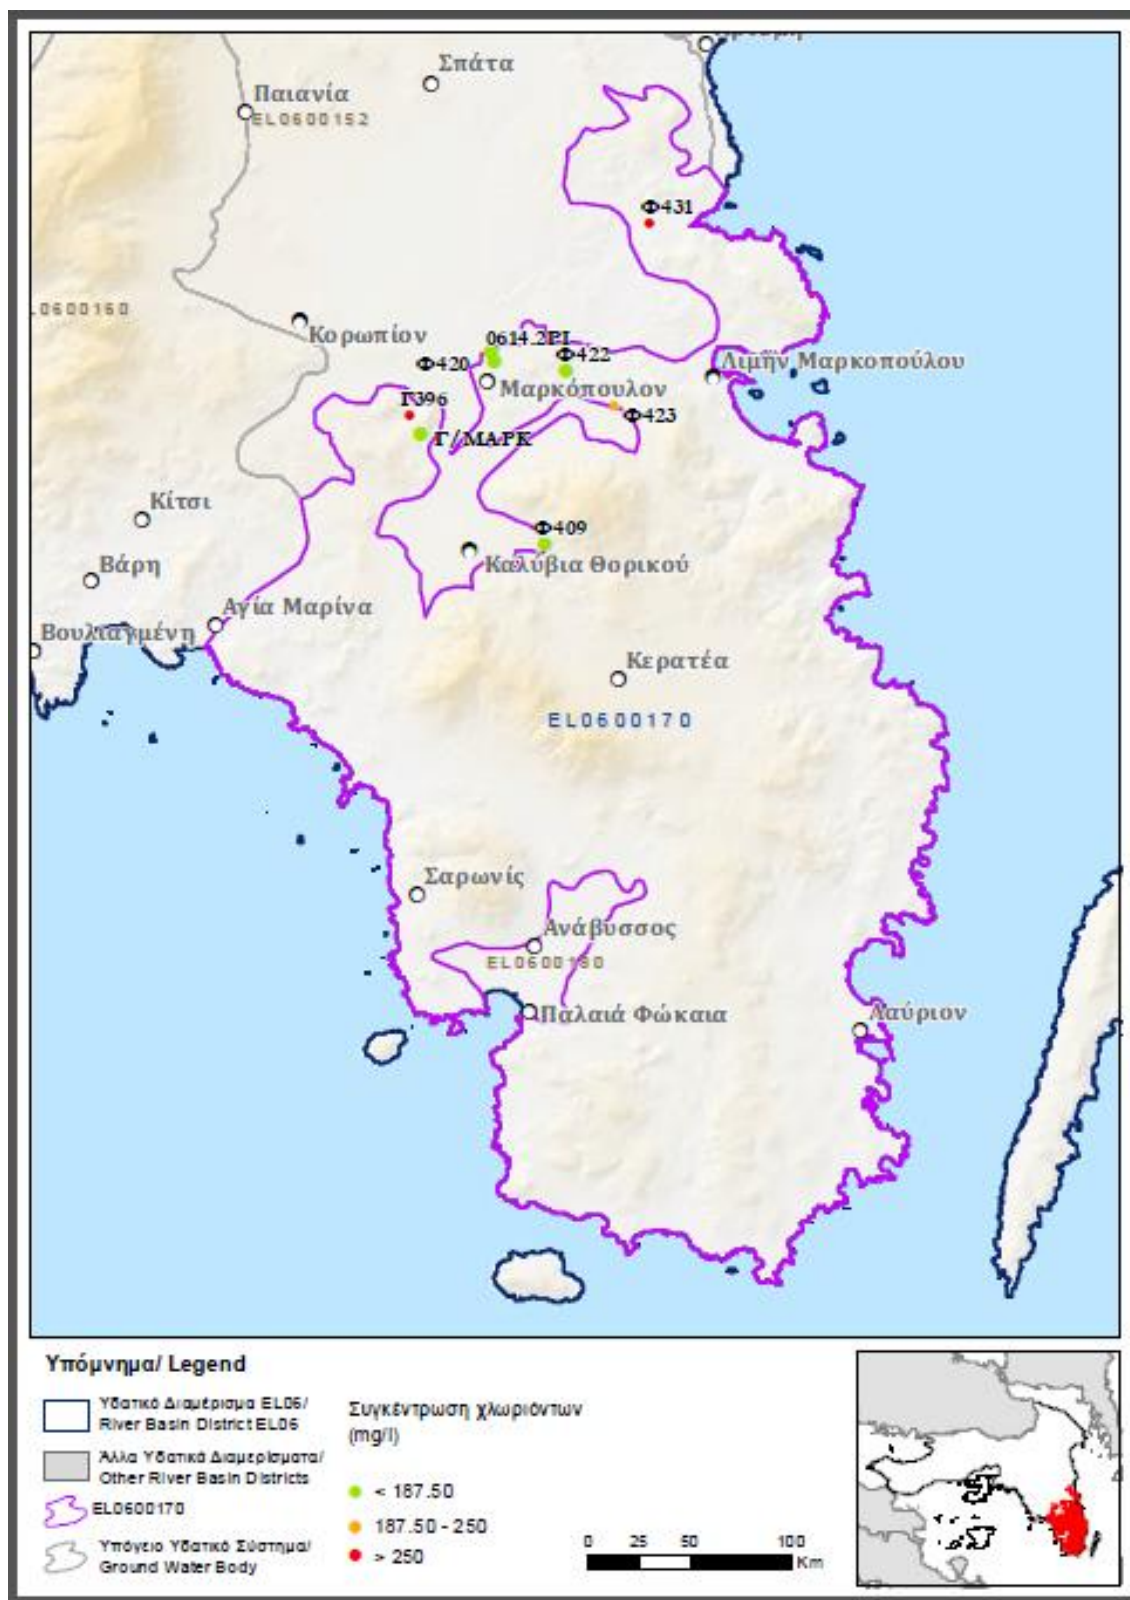 Σπάτα
Παιανία
EL0600152
Φ431
L0600160
Κορωπίον
0614.2ΡΙ
Φ420
Φ422
Λιμήν Μαρκοπούλου
Μαρκόπουλον
Γ396
Φ423
Γ/ΜΑΡΚ
Κίτσι
Φ409
Καλύβια Θορικού
Βάρη
Αγία Μαρίνα
Βουλιαγμένη
Κερατέα
EL0600170
Σαρωνίς
Ανάβυσσος
EL0600180
Παλαιά Φώκαια
Λαύριον
Υπόμνημα/ Legend
Υδατικό Διαμέρισμα EL06/
River Basin District EL06
Άλλα Υδατικά Διαμερίσματα/
Other River Basin Districts
EL0600170
Υπόγειο Υδατικό Σύστημα/
Ground Water Body
Συγκέντρωση χλωριόντων
(mg/l)
< 187.50
187.50 - 250
> 250
0 25 50 100
Km